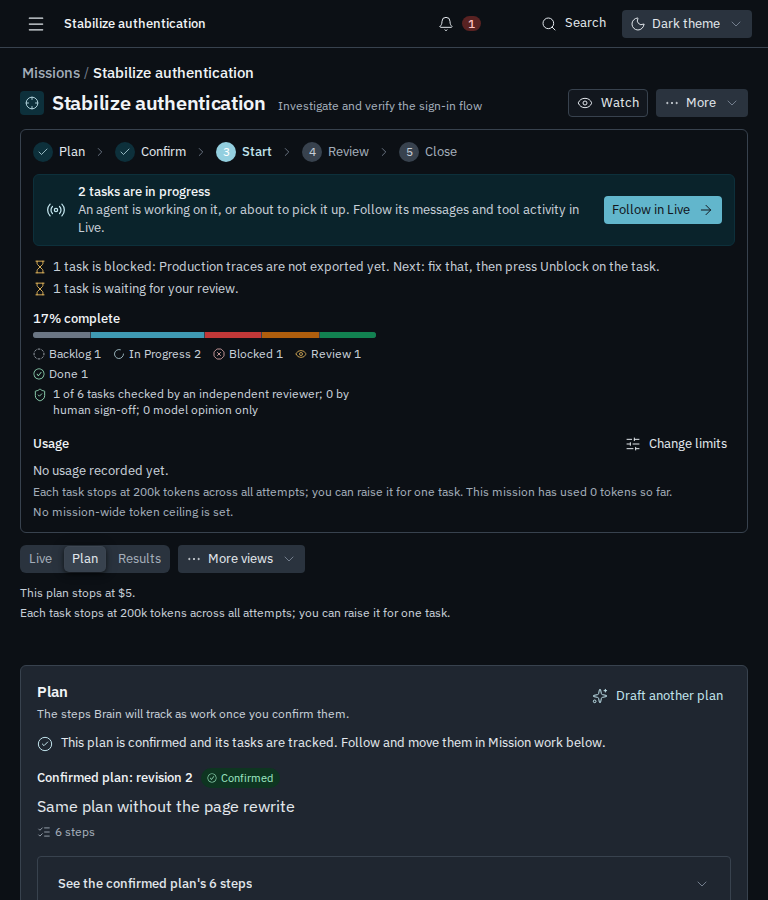 Stabilize authentication
1
Search
Dark theme
Missions / Stabilize authentication
Stabilize authentication
Investigate and verify the sign-in flow
Watch
More
Plan
Confirm
3 Start
4 Review
5 Close
2 tasks are in progress
An agent is working on it, or about to pick it up. Follow its messages and tool activity in
Live.
Follow in Live
1 task is blocked: Production traces are not exported yet. Next: fix that, then press Unblock on the task.
1 task is waiting for your review.
17% complete
Backlog 1 In Progress 2 Blocked 1 Review 1
Done 1
1 of 6 tasks checked by an independent reviewer; 0 by
human sign-off; 0 model opinion only
Usage
Change limits
No usage recorded yet.
Each task stops at 200k tokens across all attempts; you can raise it for one task. This mission has used 0 tokens so far.
No mission-wide token ceiling is set.
Live
Plan
Results
More views
This plan stops at $5.
Each task stops at 200k tokens across all attempts; you can raise it for one task.
Plan
Draft another plan
The steps Brain will track as work once you confirm them.
This plan is confirmed and its tasks are tracked. Follow and move them in Mission work below.
Confirmed plan: revision 2
Confirmed
Same plan without the page rewrite
6 steps
See the confirmed plan's 6 steps